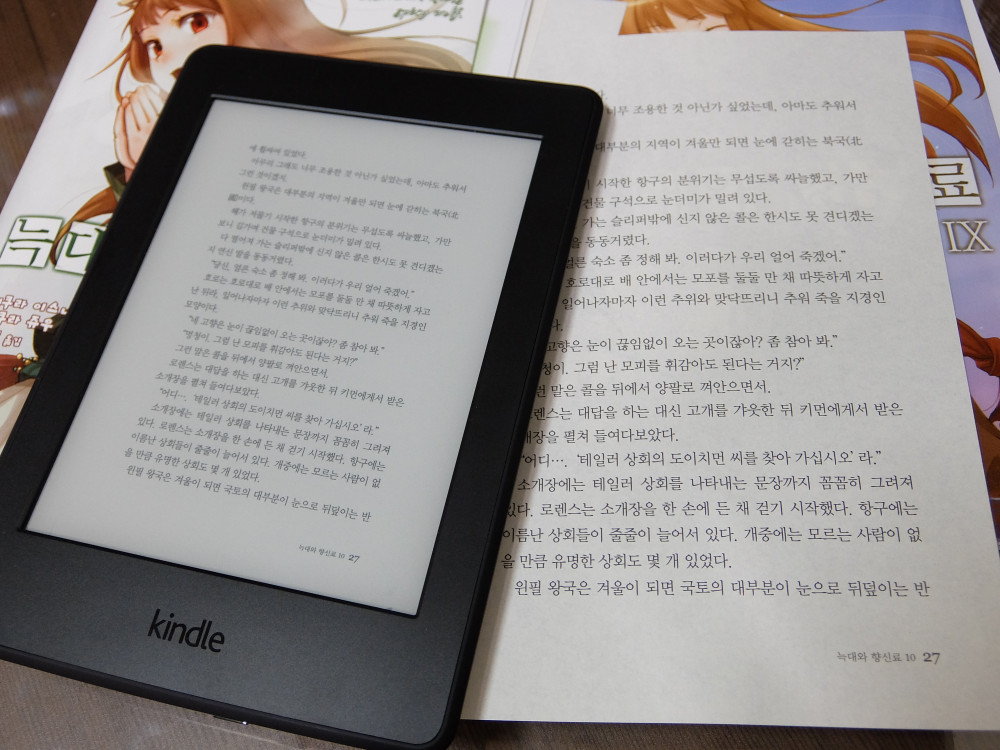 에 휩싸여 있었다.
아무리 그래도 너무 조용한 것 아닌가 싶었는데, 아마도 추워서
그런 것이겠지.
윈필 왕국은 대부분의 지역이 겨울만 되면 눈에 갇히는 북국(北
國)이다.
해가 저물기 시작한 항구의 분위기는 무섭도록 싸늘했고, 가만
보니 길가며 건물 구석으로 눈더미가 밀려 있다.
다 떨어져 가는 슬리퍼밖에 신지 않은 콜은 한시도 못 견디겠는
지 연신 발을 동동거렸다.
“당신, 얼른 숙소 좀 정해 봐. 이러다가 우리 얼어 죽겠어.”
호로는 호로대로 배 안에서는 모포를 둘둘 만 채 따뜻하게 자고
난 뒤라, 일어나자마자 이런 추위와 맞닥뜨리니 추워 죽을 지경인
모양이다.
“네 고향은 눈이 끊임없이 오는 곳이잖아? 좀 참아 봐.”
“멍청이. 그럼 난 모피를 휘감아도 된다는 거지?”
그런 말은 콜을 뒤에서 양팔로 껴안으면서.
로렌스는 대답을 하는 대신 고개를 갸웃한 뒤 키먼에게서 받은
소개장을 펼쳐 들여다보았다.
“어디…. ‘테일러 상회의 도이치먼 씨를 찾아 가십시오’라.”
소개장에는 테일러 상회를 나타내는 문장까지 꼼꼼히 그려져
있다. 로렌스는 소개장을 한 손에 든 채 걷기 시작했다. 항구에는
이름난 상회들이 줄줄이 늘어서 있다. 개중에는 모르는 사람이 없
을 만큼 유명한 상회도 몇 개 있었다.
윈필 왕국은 겨울이 되면 국토의 대부분이 눈으로 뒤덮이는 반
늑대와 향신료 10 27
kindle
너무 조용한 것 아닌가 싶었는데, 아마도 추워서
대부분의 지역이 겨울만 되면 눈에 갇히는 북국(北
시작한 항구의 분위기는 무섭도록 싸늘했고, 가만
건물 구석으로 눈더미가 밀려 있다.
가는 슬리퍼밖에 신지 않은 콜은 한시도 못 견디겠는
을 동동거렸다.
얼른 숙소 좀 정해 봐. 이러다가 우리 얼어 죽겠어.”
호로대로 배 안에서는 모포를 둘둘 만 채 따뜻하게 자고
일어나자마자 이런 추위와 맞닥뜨리니 추워 죽을 지경인
다.
고향은 눈이 끊임없이 오는 곳이잖아? 좀 참아 봐.”
청이. 그럼 난 모피를 휘감아도 된다는 거지?”
런 말은 콜을 뒤에서 양팔로 껴안으면서.
렌스는 대답을 하는 대신 고개를 갸웃한 뒤 키먼에게서 받은
개장을 펼쳐 들여다보았다.
“어디…. ‘테일러 상회의 도이치먼 씨를 찾아 가십시오’라.”
소개장에는 테일러 상회를 나타내는 문장까지 꼼꼼히 그려져
있다. 로렌스는 소개장을 한 손에 든 채 걷기 시작했다. 항구에는
이름난 상회들이 줄줄이 늘어서 있다. 개중에는 모르는 사람이 없
을 만큼 유명한 상회도 몇 개 있었다.
윈필 왕국은 겨울이 되면 국토의 대부분이 눈으로 뒤덮이는 반
늑대와 향신료 10 27
늑대
료
IX